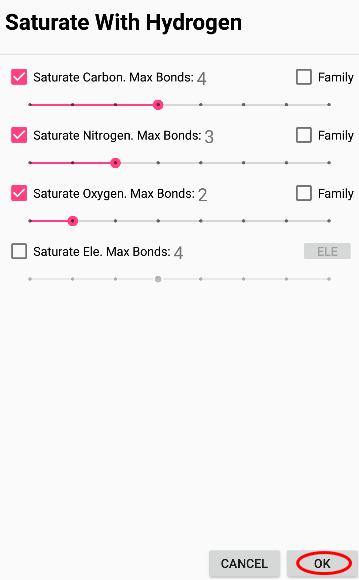 Saturate With Hydrogen
Saturate Carbon. Max Bonds: 4 Family
Saturate Nitrogen. Max Bonds: 3 Family
Saturate Oxygen. Max Bonds: 2 Family
Saturate Ele. Max Bonds: 4 ELE
CANCEL OK